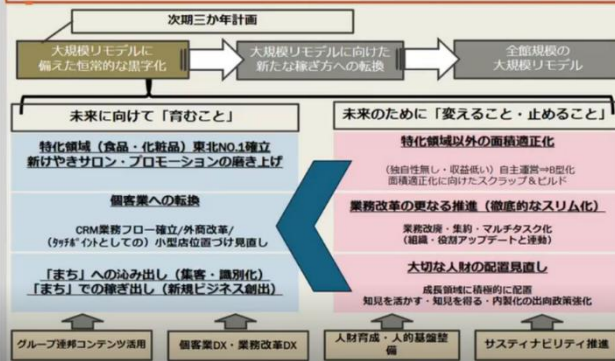 次期三か年計画
大規模リモデルに
備えた恒常的な黒字化
大規模リモデルに向けた
新たな稼ぎ方への転換
全館規模の
大規模リモデル
未来に向けて「育むこと」
未来のために「変えること・止めること」
特化領域（食品・化粧品）東北NO.1確立
新けやきサロン・プロモーションの磨き上げ
個客業への転換
CRM業務フロー確立/外商改革/
（ﾀｯﾁﾎﾟｲﾝﾄとしての）小型店位置づけ見直し
「まち」への沁み出し（集客・識別化）
「まち」での稼ぎ出し（新規ビジネス創出）
特化領域以外の面積適正化
（独自性無し・収益低い）自主運営⇒B型化
面積適正化に向けたスクラップ＆ビルド
業務改革の更なる推進（徹底的なスリム化）
業務改廃・集約・マルチタスク化
（組織・役割アップデートと連動）
大切な人財の配置見直し
成長領域に積極的に配置
知見を活かす・知見を得る・内製化の出向政策強化
グループ連邦コンテンツ活用
個客業DX・業務改革DX
人財育成・人的基盤整
備
サスティナビリティ推進